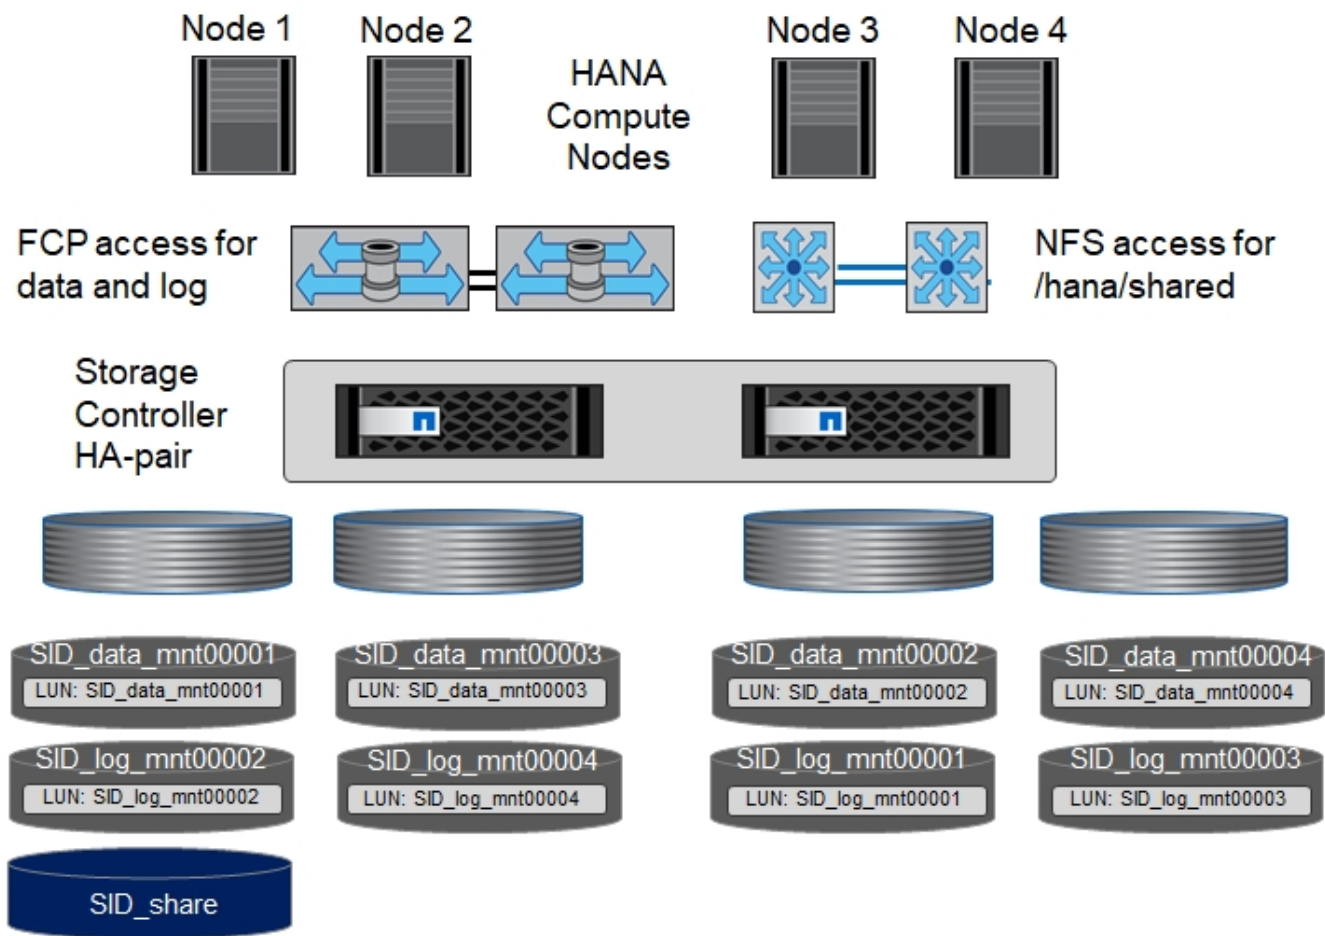 Node 1
Node 2
Node 3
Node 4
HANA
Compute
Nodes
FCP access for
data and log
NFS access for
/hana/shared
Storage
Controller
HA-pair
SID_data_mnt00001
LUN: SID_data_mnt00001
SID_data_mnt00003
LUN: SID_data_mnt00003
SID_data_mnt00002
LUN: SID_data_mnt00002
SID_data_mnt00004
LUN: SID_data_mnt00004
SID_log_mnt00002
LUN: SID_log_mnt00002
SID_log_mnt00004
LUN: SID_log_mnt00004
SID_log_mnt00001
LUN: SID_log_mnt00001
SID_log_mnt00003
LUN: SID_log_mnt00003
SID_share